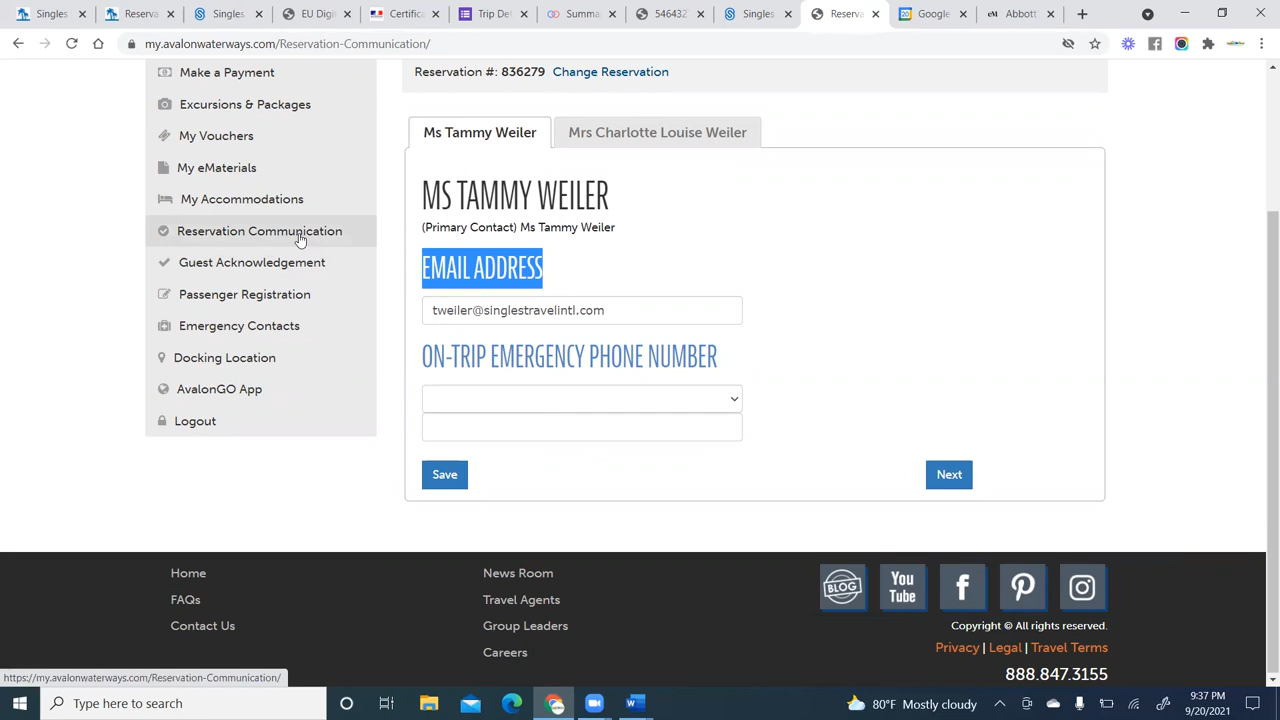 Singles
Reserva
Singles
EU Digi
Certifica
Trip Det
Summa
546432
Singles
Reserva
Google
eM
Abbott
my.avalonwaterways.com/Reservation-Communication/
Make a Payment
Excursions & Packages
My Vouchers
My eMaterials
My Accommodations
Reservation Communication
Guest Acknowledgement
Passenger Registration
Emergency Contacts
Docking Location
AvalonGO App
Logout
Reservation #: 836279 Change Reservation
Ms Tammy Weiler
Mrs Charlotte Louise Weiler
MS TAMMY WEILER
(Primary Contact) Ms Tammy Weiler
EMAIL ADDRESS
tweiler@singlestravelintl.com
ON-TRIP EMERGENCY PHONE NUMBER
Save
Next
Home
FAQs
Contact Us
News Room
Travel Agents
Group Leaders
Careers
BLOG
You
Tube
Copyright © All rights reserved.
Privacy | Legal | Travel Terms
888.847.3155
https://my.avalonwaterways.com/Reservation-Communication/
Type here to search
80°F Mostly cloudy
9:37 PM
9/20/2021